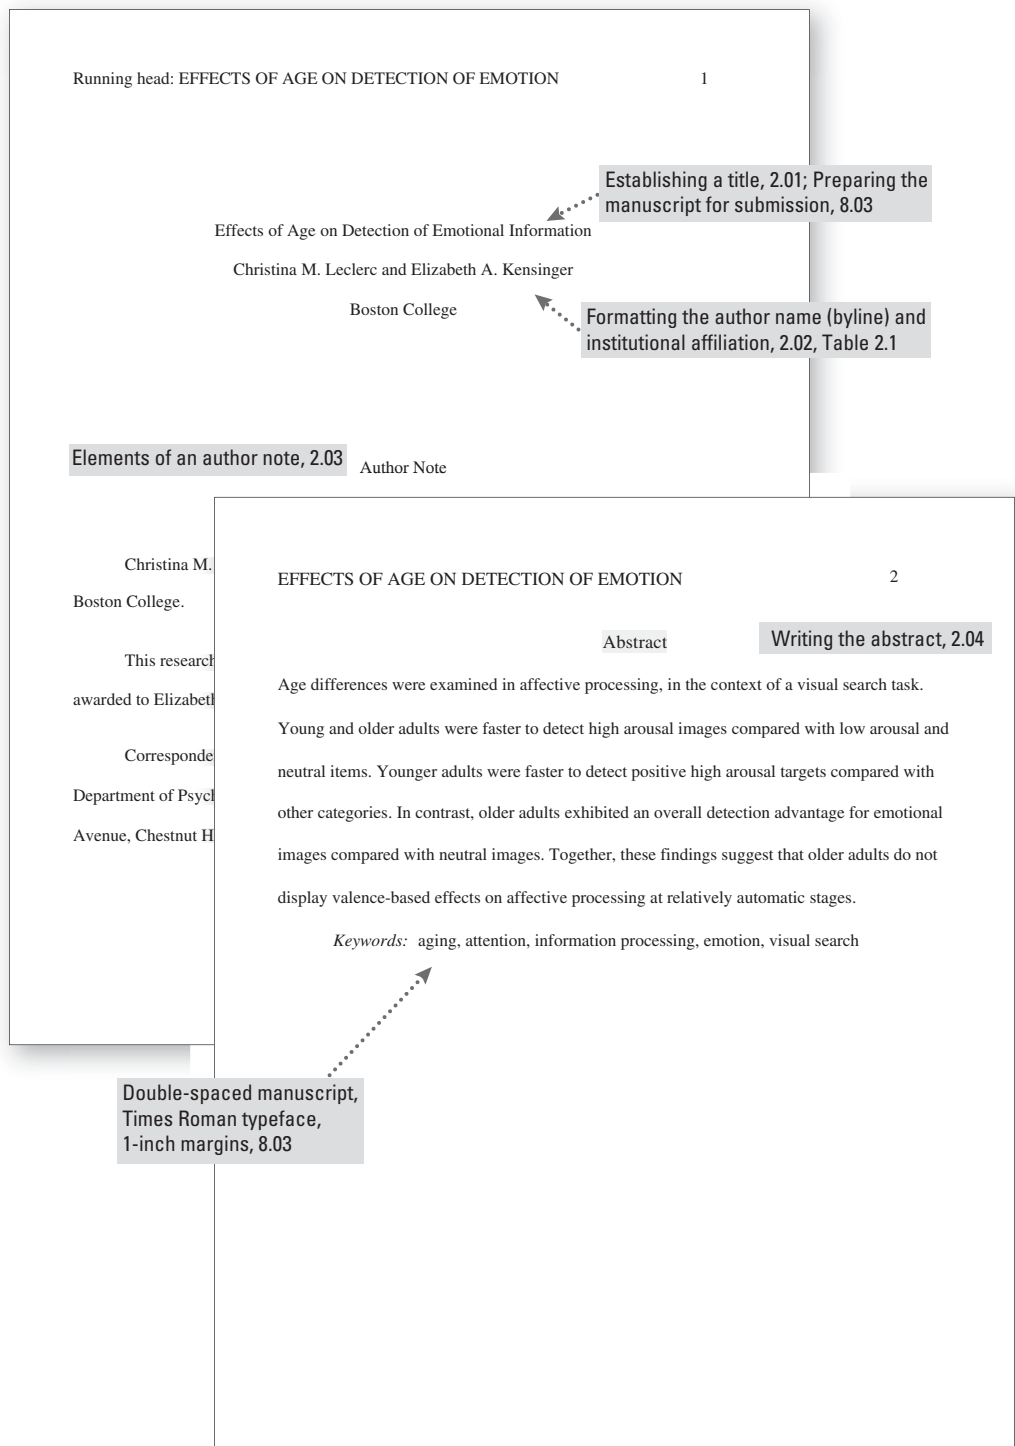 Running head: EFFECTS OF AGE ON DETECTION OF EMOTION 1
Establishing a title, 2.01; Preparing the
manuscript for submission, 8.03
Effects of Age on Detection of Emotional Information
Christina M. Leclerc and Elizabeth A. Kensinger
Boston College
Formatting the author name (byline) and
institutional affiliation, 2.02, Table 2.1
Elements of an author note, 2.03
Author Note
Christina M.
Boston College.
This research
awarded to Elizabeth
Corresponde
Department of Psych
Avenue, Chestnut H
EFFECTS OF AGE ON DETECTION OF EMOTION 2
Abstract
Writing the abstract, 2.04
Age differences were examined in affective processing, in the context of a visual search task.
Young and older adults were faster to detect high arousal images compared with low arousal and
neutral items. Younger adults were faster to detect positive high arousal targets compared with
other categories. In contrast, older adults exhibited an overall detection advantage for emotional
images compared with neutral images. Together, these findings suggest that older adults do not
display valence-based effects on affective processing at relatively automatic stages.
Keywords: aging, attention, information processing, emotion, visual search
Double-spaced manuscript,
Times Roman typeface,
1-inch margins, 8.03